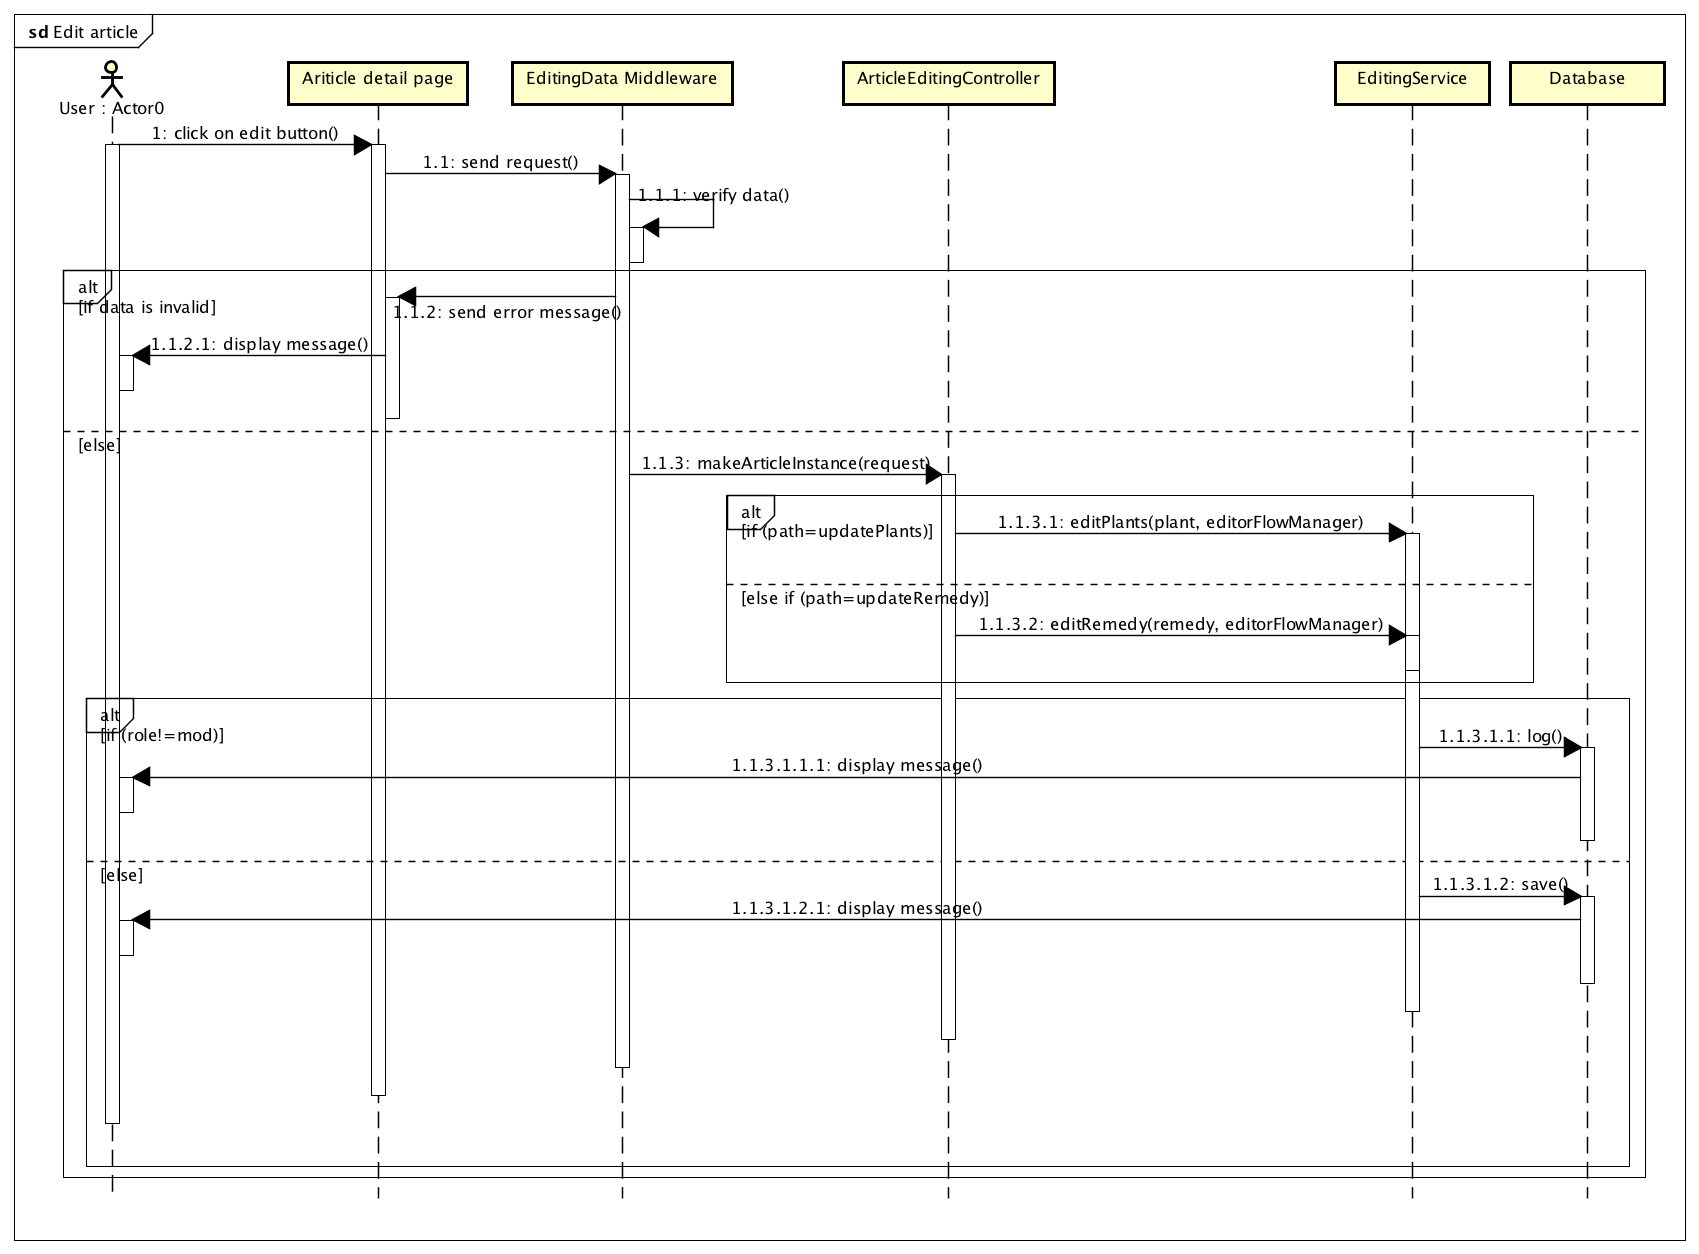 sd Edit article
User : Actor0
Ariticle detail page
EditingData Middleware
ArticleEditingController
EditingService
Database
1: click on edit button()
1.1: send request()
1.1.1: verify data()
alt
[if data is invalid]
1.1.2: send error message()
1.1.2.1: display message()
[else]
1.1.3: makeArticleInstance(request)
alt
[if (path=updatePlants)]
1.1.3.1: editPlants(plant, editorFlowManager)
[else if (path=updateRemedy)]
1.1.3.2: editRemedy(remedy, editorFlowManager)
alt
[if (role!=mod)]
1.1.3.1.1: log()
1.1.3.1.1.1: display message()
[else]
1.1.3.1.2: save()
1.1.3.1.2.1: display message()